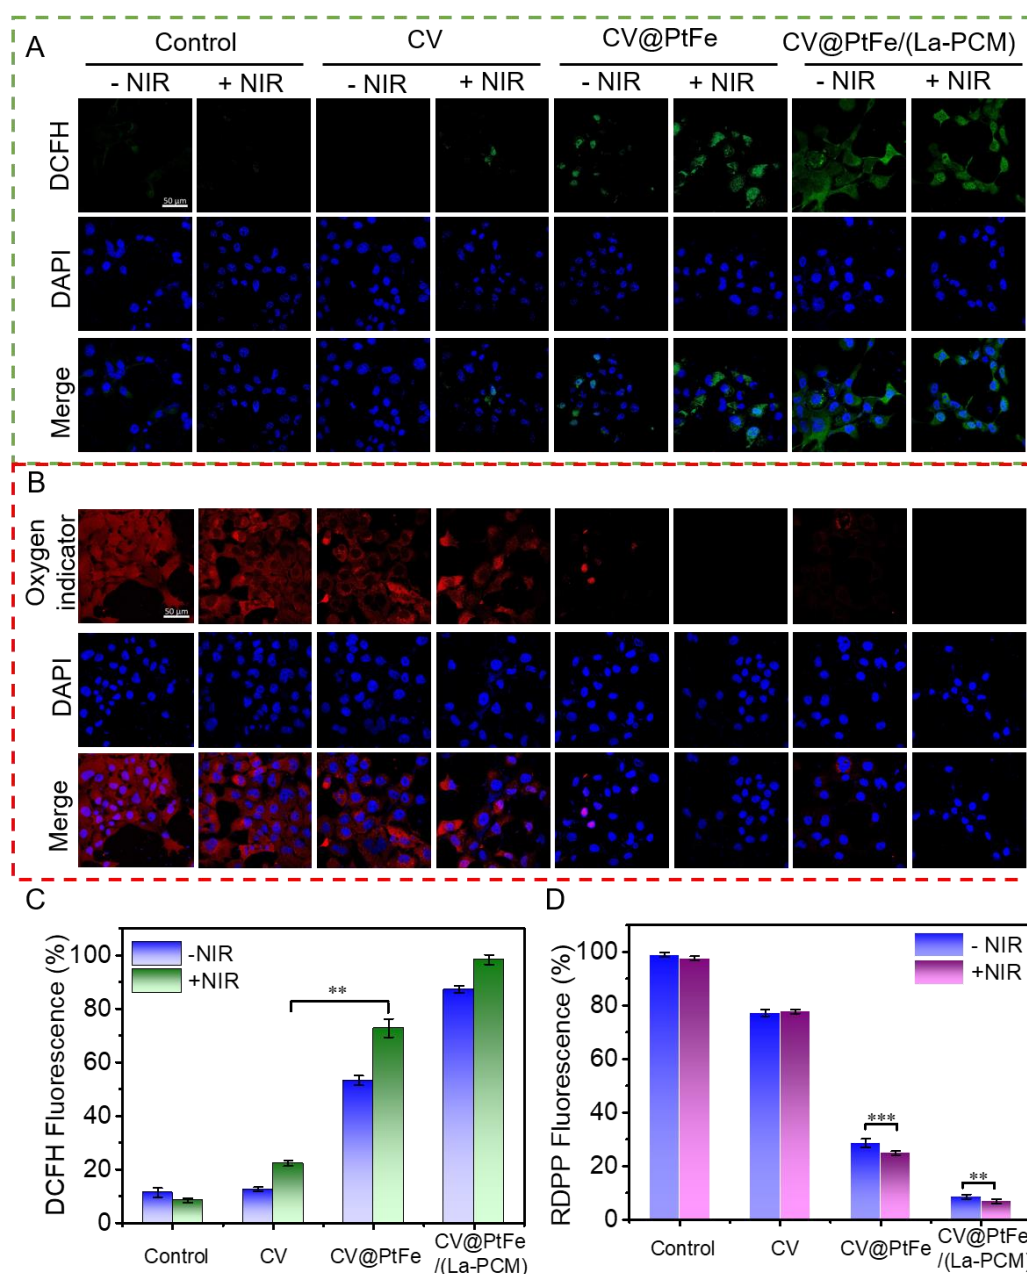 A
Control
CV
CV@PtFe
CV@PtFe/(La-PCM)
- NIR
+ NIR
- NIR
+ NIR
- NIR
+ NIR
- NIR
+ NIR
DCFH
50 μm
DAPI
Merge
B
Oxygen
indicator
50 μm
DAPI
Merge
C
DCFH Fluorescence (%)
100
80
60
40
20
0
-NIR
+NIR
**
Control
CV
CV@PtFe
CV@PtFe
/(La-PCM)
D
RDPP Fluorescence (%)
100
80
60
40
20
0
- NIR
+NIR
***
**
Control
CV
CV@PtFe
CV@PtFe
/(La-PCM)